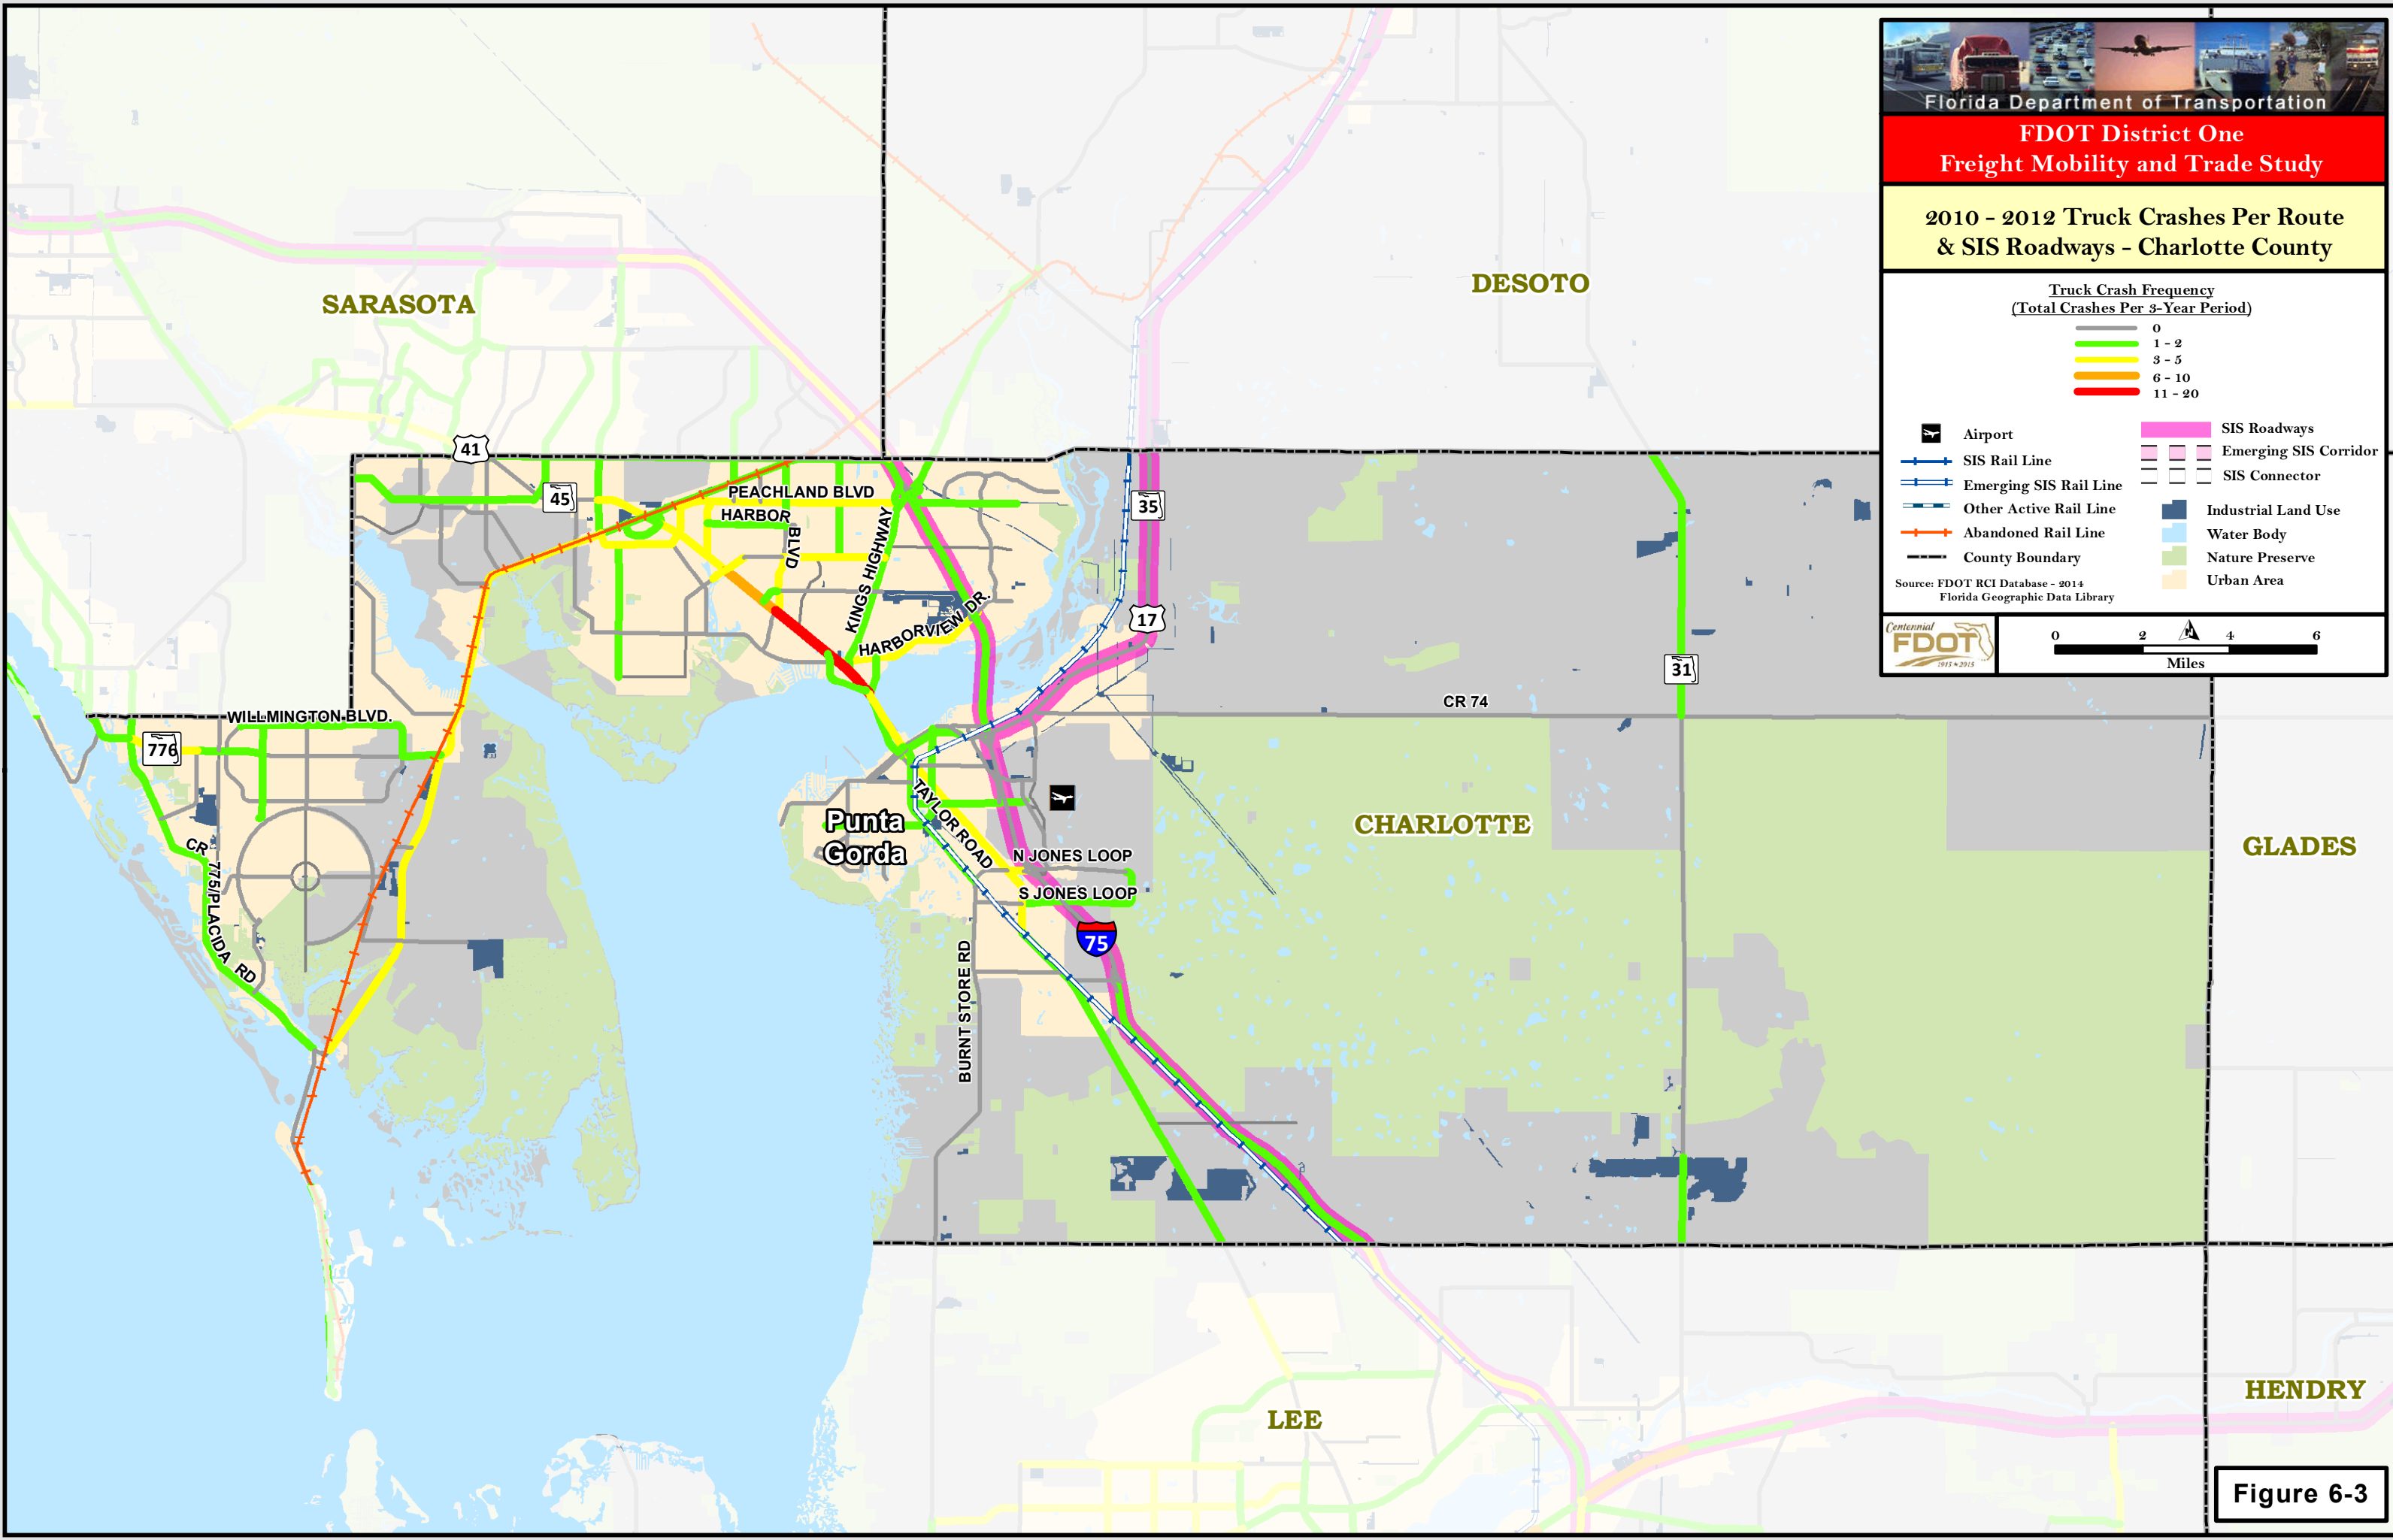 Florida Department of Transportation
FDOT District One
Freight Mobility and Trade Study
2010 - 2012 Truck Crashes Per Route
& SIS Roadways - Charlotte County
Truck Crash Frequency
(Total Crashes Per 3-Year Period)
0
1 - 2
3 - 5
6 - 10
11 - 20
Airport
SIS Rail Line
Emerging SIS Rail Line
Other Active Rail Line
Abandoned Rail Line
County Boundary
SIS Roadways
Emerging SIS Corridor
SIS Connector
Industrial Land Use
Water Body
Nature Preserve
Urban Area
Source: FDOT RCI Database - 2014
Florida Geographic Data Library
Centennial
FDOT
1915 * 2015
0 2 N 4 6
Miles
SARASOTA
DESOTO
41
45
PEACHLAND BLVD
HARBOR
BLVD
KINGS HIGHWAY
HARBORVIEW DR.
35
17
31
CR 74
WILLMINGTON BLVD.
776
CR 775/PLACIDA RD
Punta
Gorda
TAYLOR ROAD
N JONES LOOP
S JONES LOOP
75
BURNT STORE RD
CHARLOTTE
GLADES
LEE
HENDRY
Figure 6-3